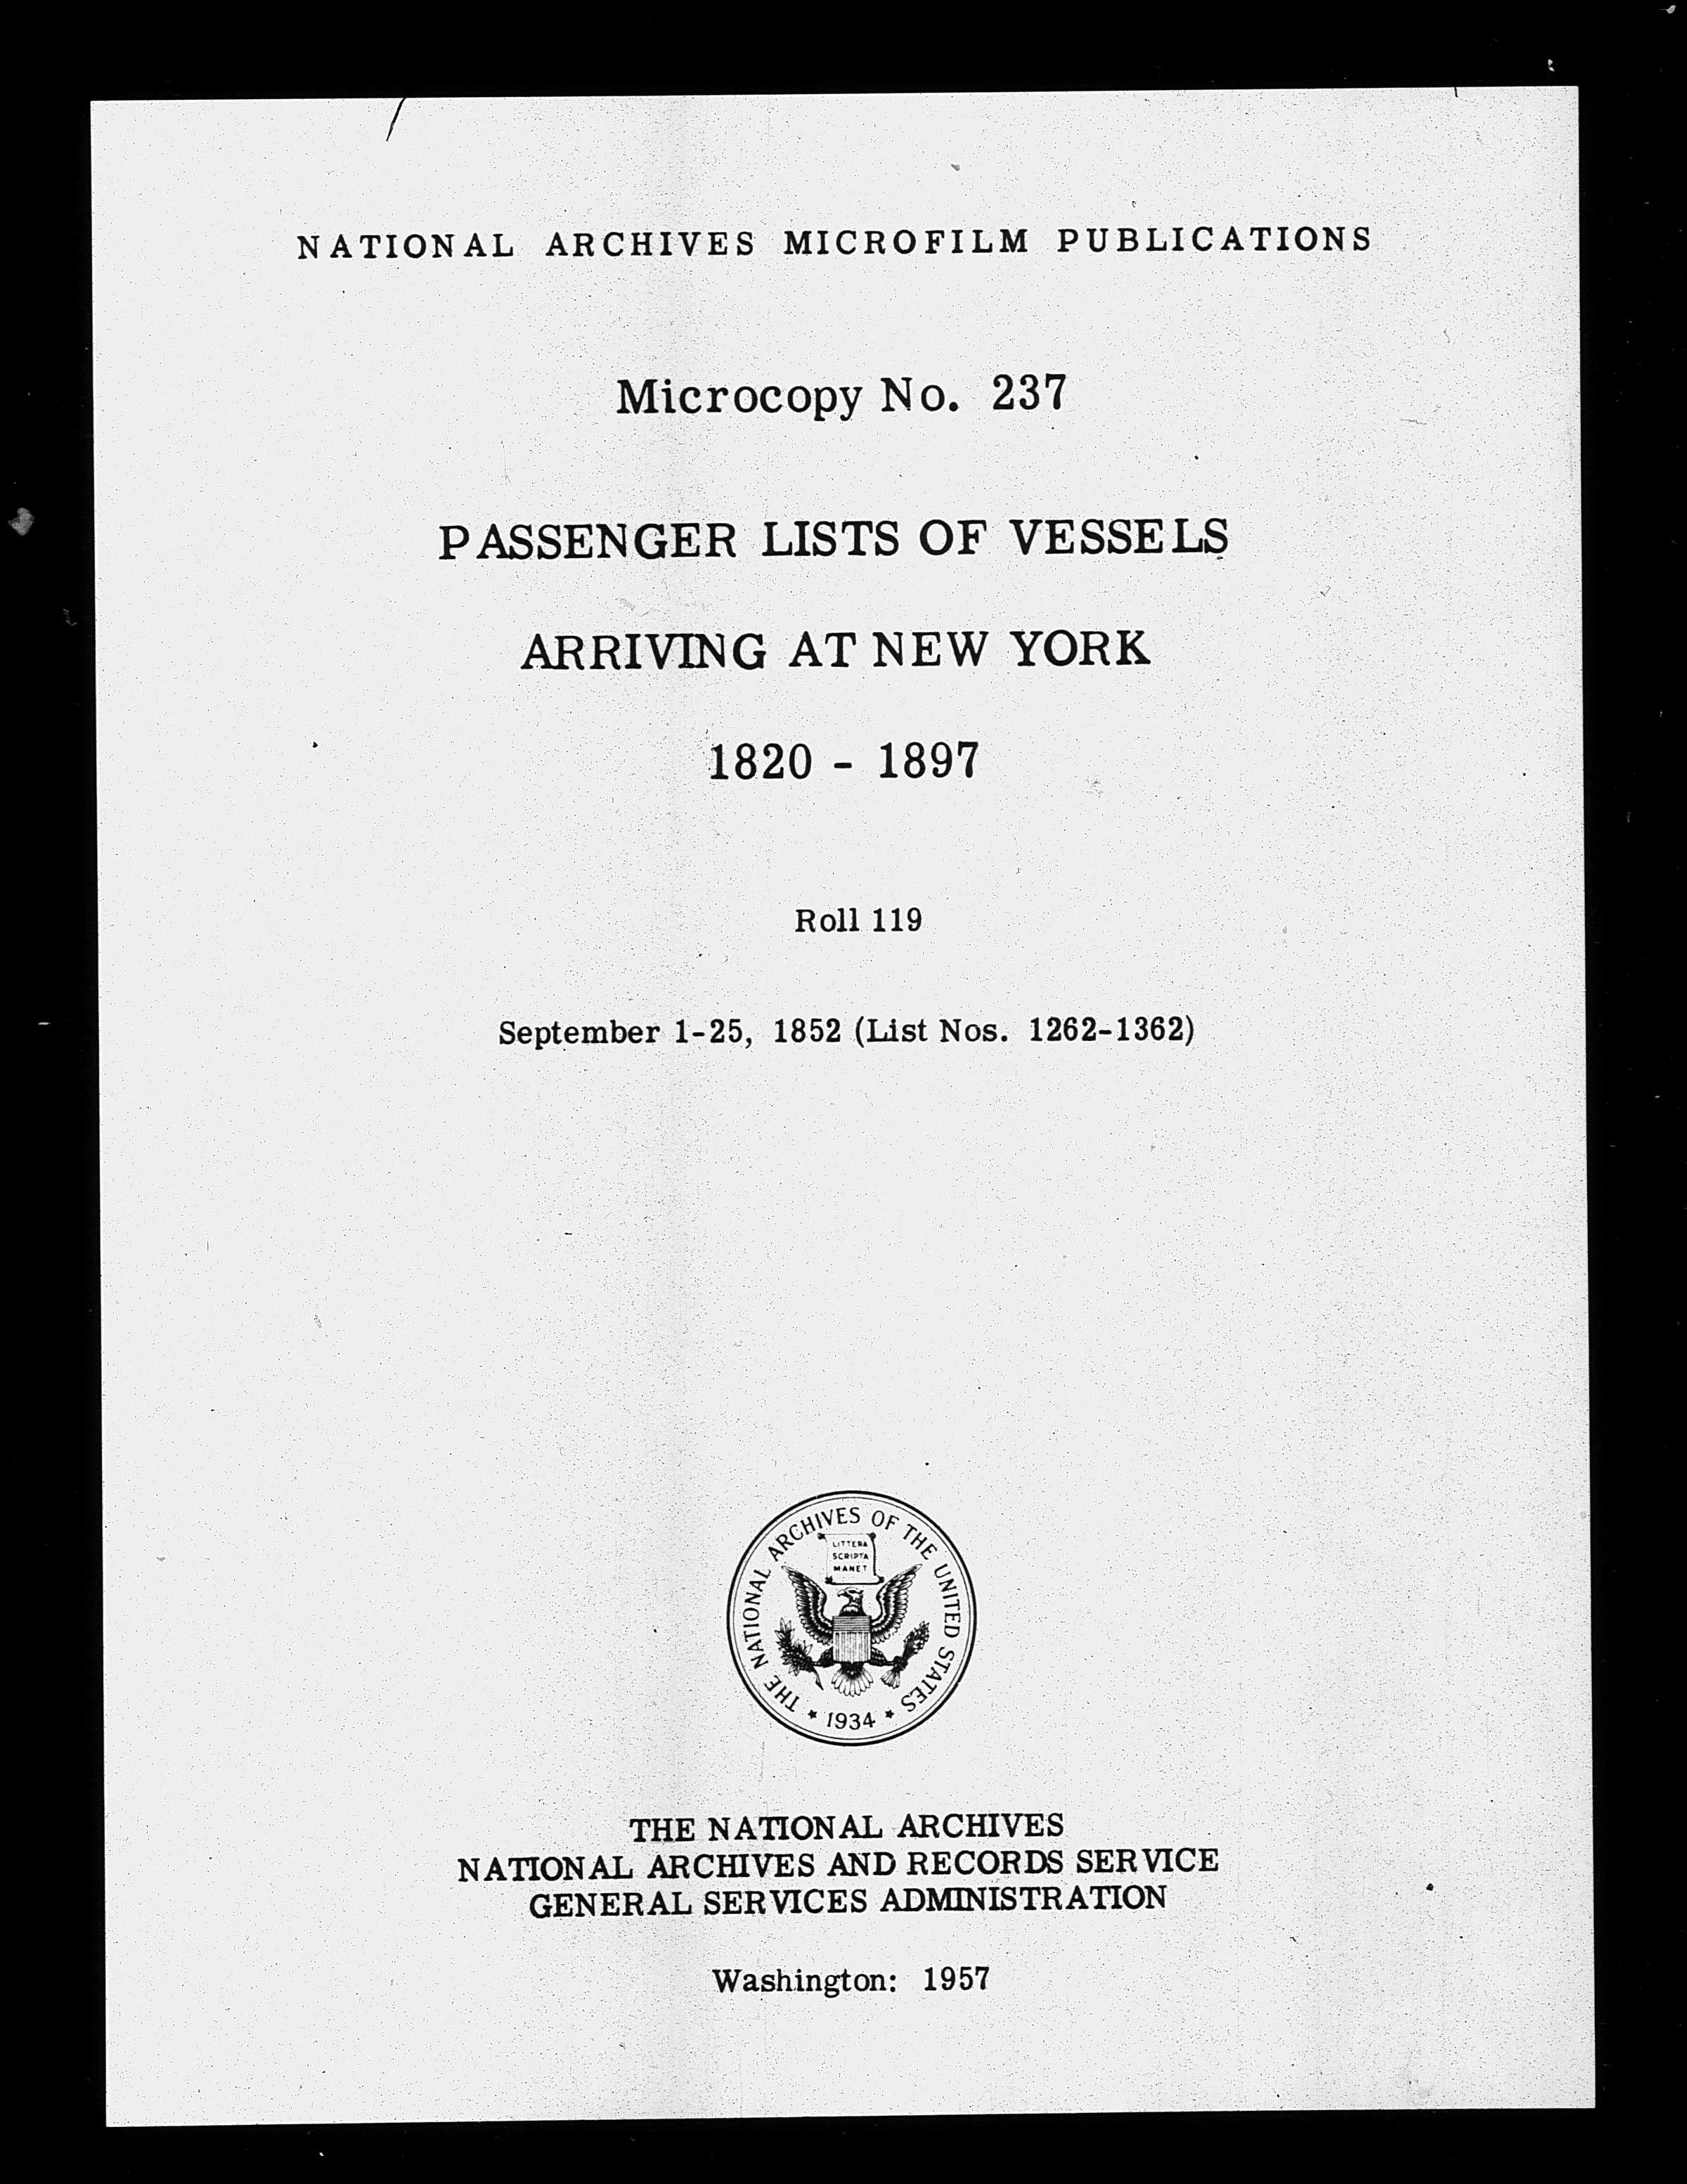 NATIONAL ARCHIVES MICROFILM PUBLICATIONS
Microcopy No. 237
PASSENGER LISTS OF VESSELS
ARRIVING AT NEW YORK
1820 - 1897
Roll 119
September 1-25, 1852 (List Nos. 1262-1362)
THE NATIONAL ARCHIVES OF THE UNITED STATES
LITTERA
SCRIPTA
MANET
* 1934 *
THE NATIONAL ARCHIVES
NATIONAL ARCHIVES AND RECORDS SERVICE
GENERAL SERVICES ADMINISTRATION
Washington: 1957